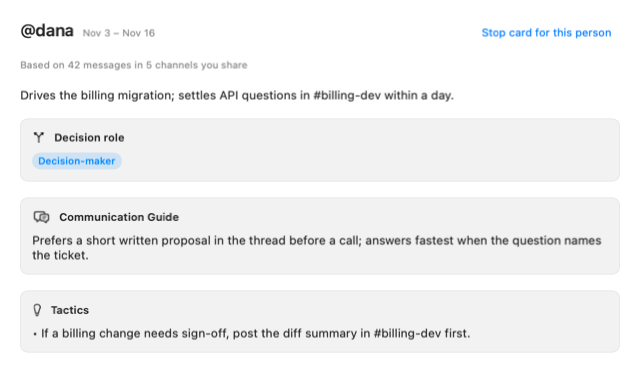 @dana Nov 3 – Nov 16 Stop card for this person
Based on 42 messages in 5 channels you share
Drives the billing migration; settles API questions in #billing-dev within a day.
Decision role
Decision-maker
Communication Guide
Prefers a short written proposal in the thread before a call; answers fastest when the question names
the ticket.
Tactics
• If a billing change needs sign-off, post the diff summary in #billing-dev first.